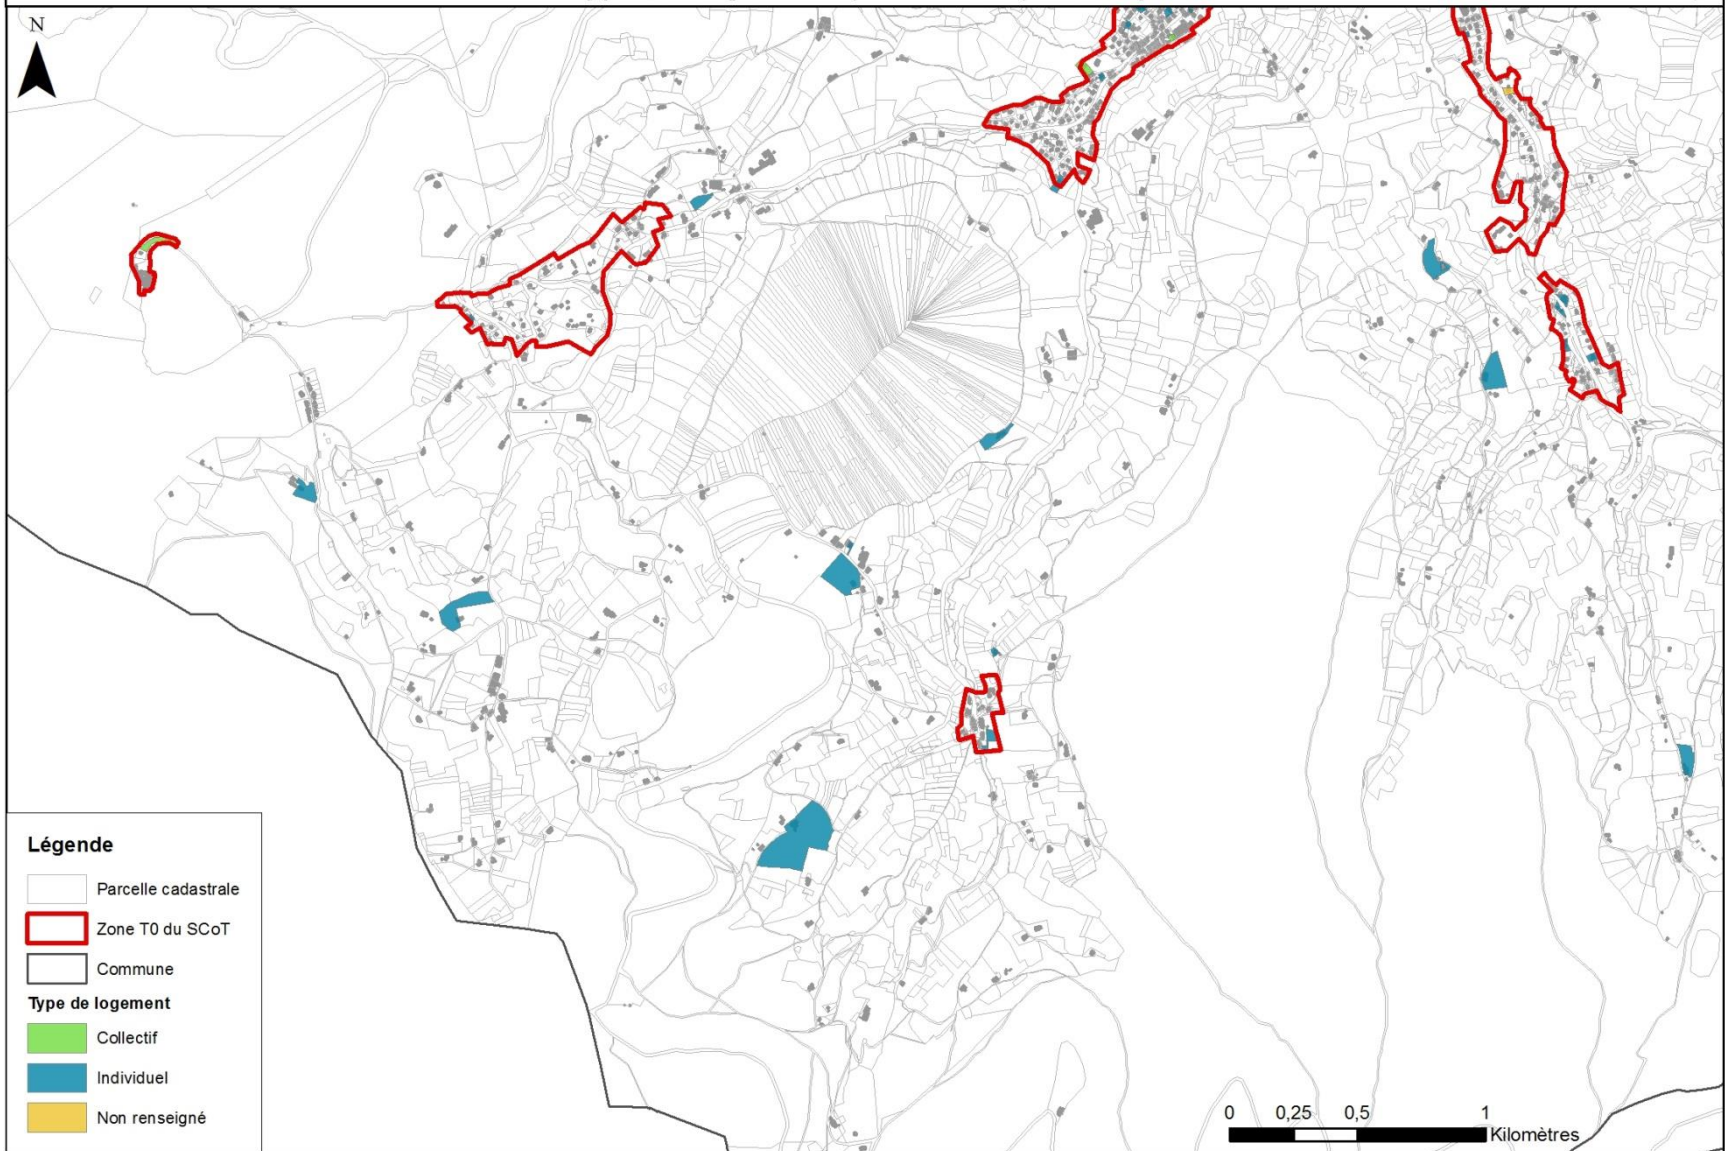 N
Légende
Parcelle cadastrale
Zone T0 du SCoT
Commune
Type de logement
Collectif
Individuel
Non renseigné
0 0,25 0,5 1
Kilomètres